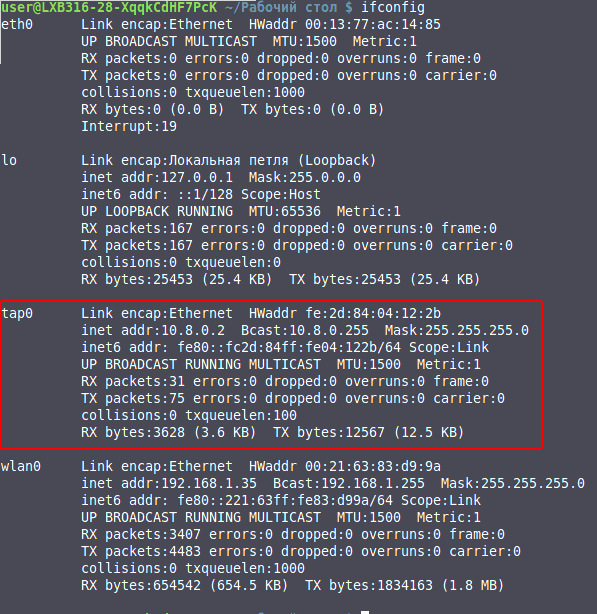 user@LXB316-28-XqqkCdHF7PcK ~/Рабочий стол $ ifconfig
eth0      Link encap:Ethernet  HWaddr 00:13:77:ac:14:85
          UP BROADCAST MULTICAST  MTU:1500  Metric:1
          RX packets:0 errors:0 dropped:0 overruns:0 frame:0
          TX packets:0 errors:0 dropped:0 overruns:0 carrier:0
          collisions:0 txqueuelen:1000
          RX bytes:0 (0.0 B)  TX bytes:0 (0.0 B)
          Interrupt:19
lo        Link encap:Локальная петля (Loopback)
          inet addr:127.0.0.1  Mask:255.0.0.0
          inet6 addr: ::1/128 Scope:Host
          UP LOOPBACK RUNNING  MTU:65536  Metric:1
          RX packets:167 errors:0 dropped:0 overruns:0 frame:0
          TX packets:167 errors:0 dropped:0 overruns:0 carrier:0
          collisions:0 txqueuelen:0
          RX bytes:25453 (25.4 KB)  TX bytes:25453 (25.4 KB)
tap0      Link encap:Ethernet  HWaddr fe:2d:84:04:12:2b
          inet addr:10.8.0.2  Bcast:10.8.0.255  Mask:255.255.255.0
          inet6 addr: fe80::fc2d:84ff:fe04:122b/64 Scope:Link
          UP BROADCAST RUNNING MULTICAST  MTU:1500  Metric:1
          RX packets:31 errors:0 dropped:0 overruns:0 frame:0
          TX packets:75 errors:0 dropped:0 overruns:0 carrier:0
          collisions:0 txqueuelen:100
          RX bytes:3628 (3.6 KB)  TX bytes:12567 (12.5 KB)
wlan0     Link encap:Ethernet  HWaddr 00:21:63:83:d9:9a
          inet addr:192.168.1.35  Bcast:192.168.1.255  Mask:255.255.255.0
          inet6 addr: fe80::221:63ff:fe83:d99a/64 Scope:Link
          UP BROADCAST RUNNING MULTICAST  MTU:1500  Metric:1
          RX packets:3407 errors:0 dropped:0 overruns:0 frame:0
          TX packets:4483 errors:0 dropped:0 overruns:0 carrier:0
          collisions:0 txqueuelen:1000
          RX bytes:654542 (654.5 KB)  TX bytes:1834163 (1.8 MB)